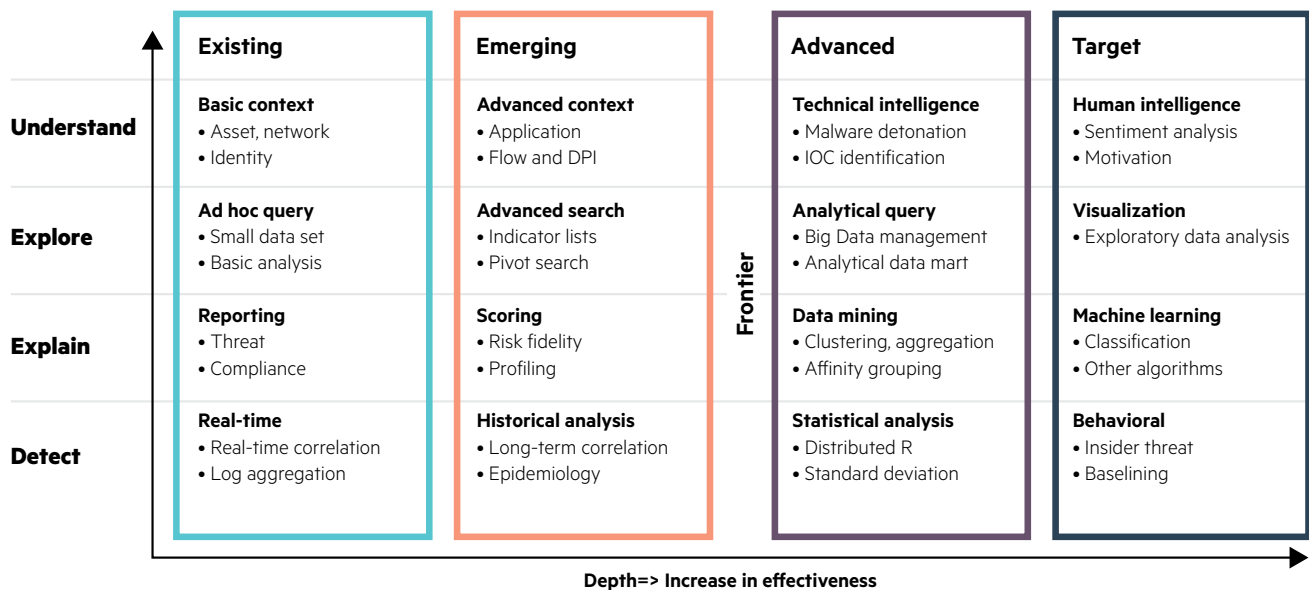 Existing
Emerging
Advanced
Target
Understand
Basic context
• Asset, network
• Identity
Advanced context
• Application
• Flow and DPI
Technical intelligence
• Malware detonation
• IOC identification
Human intelligence
• Sentiment analysis
• Motivation
Explore
Ad hoc query
• Small data set
• Basic analysis
Advanced search
• Indicator lists
• Pivot search
Frontier
Analytical query
• Big Data management
• Analytical data mart
Visualization
• Exploratory data analysis
Explain
Reporting
• Threat
• Compliance
Scoring
• Risk fidelity
• Profiling
Data mining
• Clustering, aggregation
• Affinity grouping
Machine learning
• Classification
• Other algorithms
Detect
Real-time
• Real-time correlation
• Log aggregation
Historical analysis
• Long-term correlation
• Epidemiology
Statistical analysis
• Distributed R
• Standard deviation
Behavioral
• Insider threat
• Baselining
Depth=> Increase in effectiveness